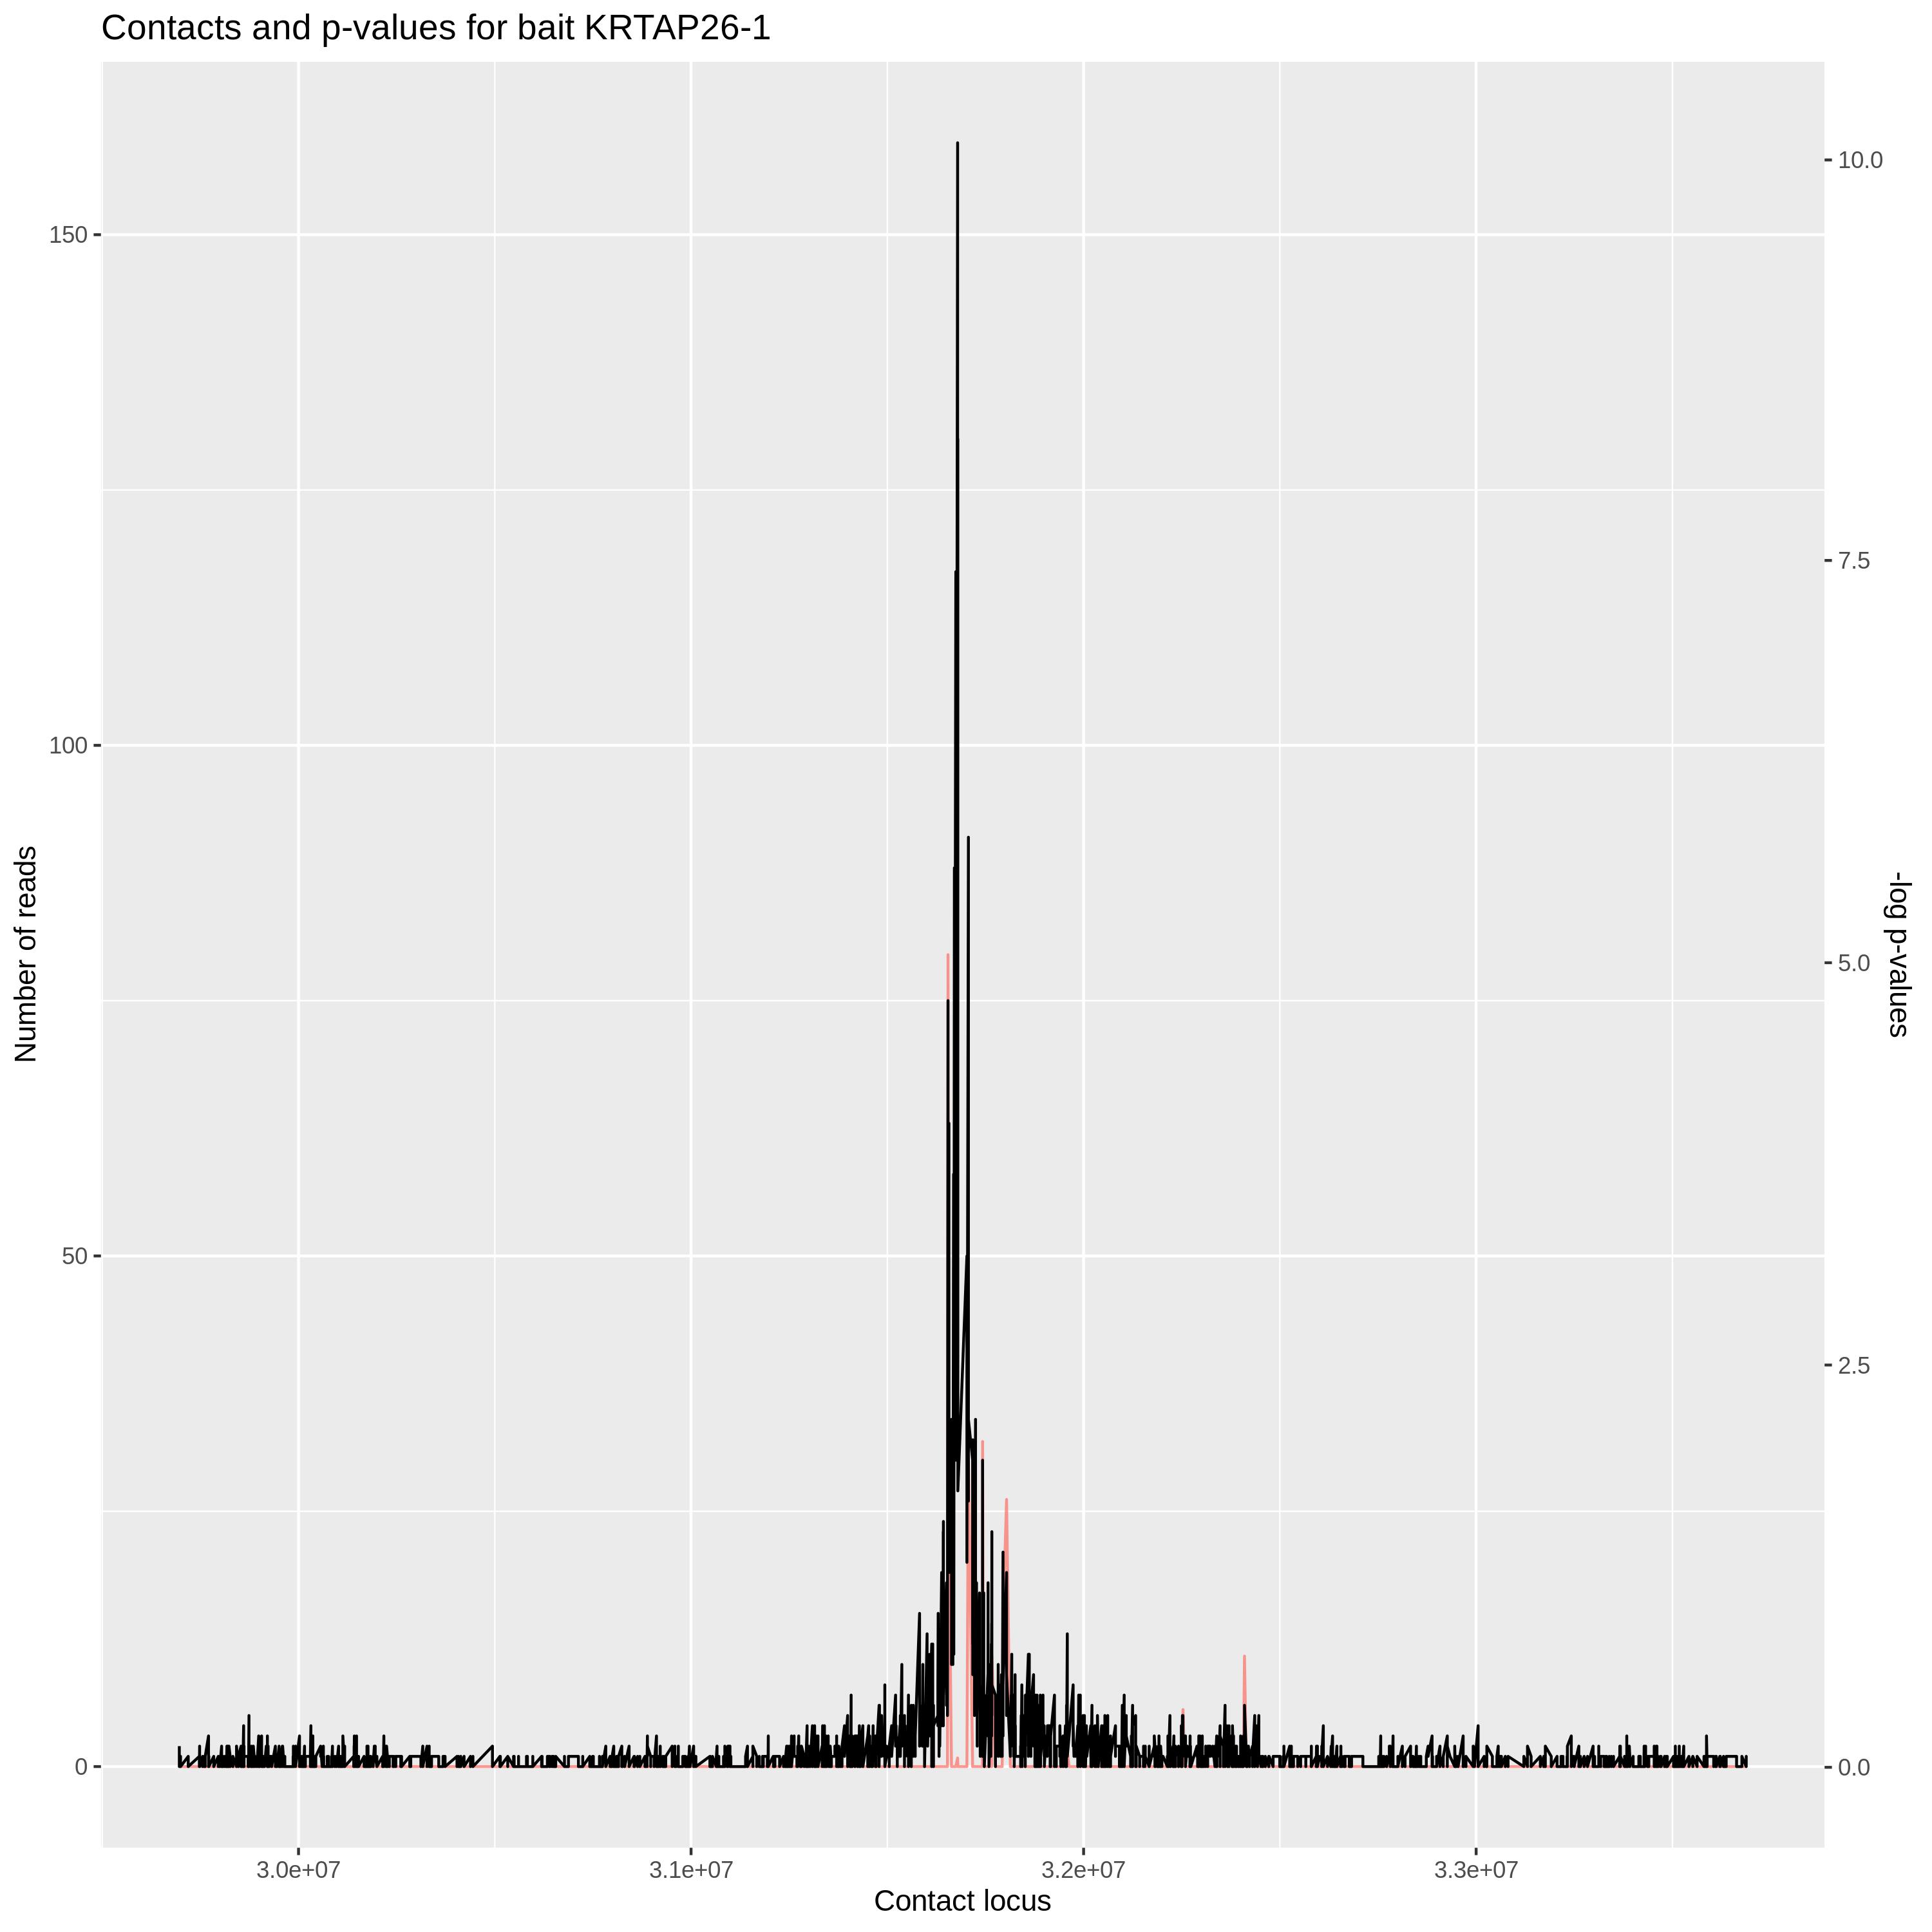 Contacts and p-values for bait KRTAP26-1
Number of reads
150
100
50
0
10.0
7.5
5.0
2.5
0.0
-log p-values
3.0e+07
3.1e+07
3.2e+07
3.3e+07
Contact locus